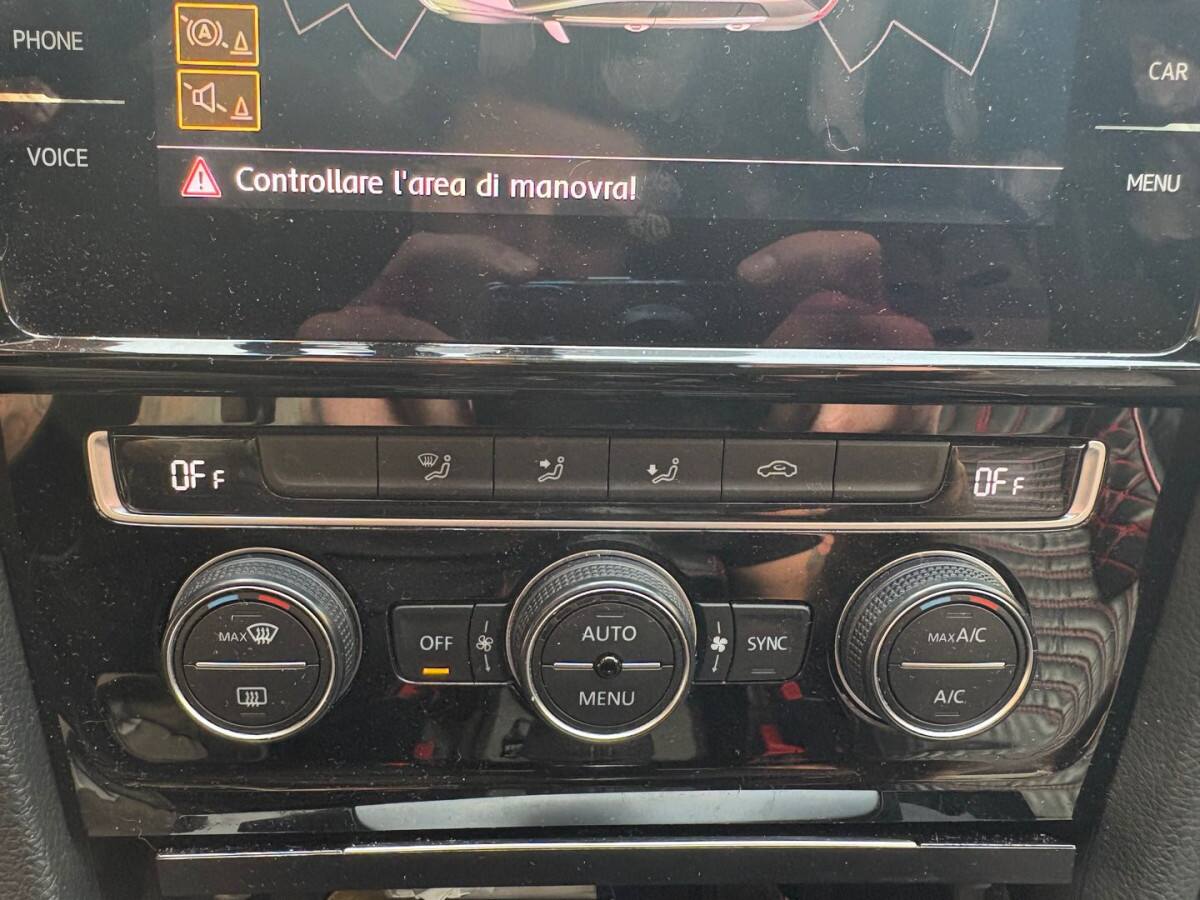 PHONE
A
CAR
VOICE
Controllare l'area di manovra!
MENU
OFF
OFF
MAX
OFF
AUTO
SYNC
MAX A/C
MENU
A/C